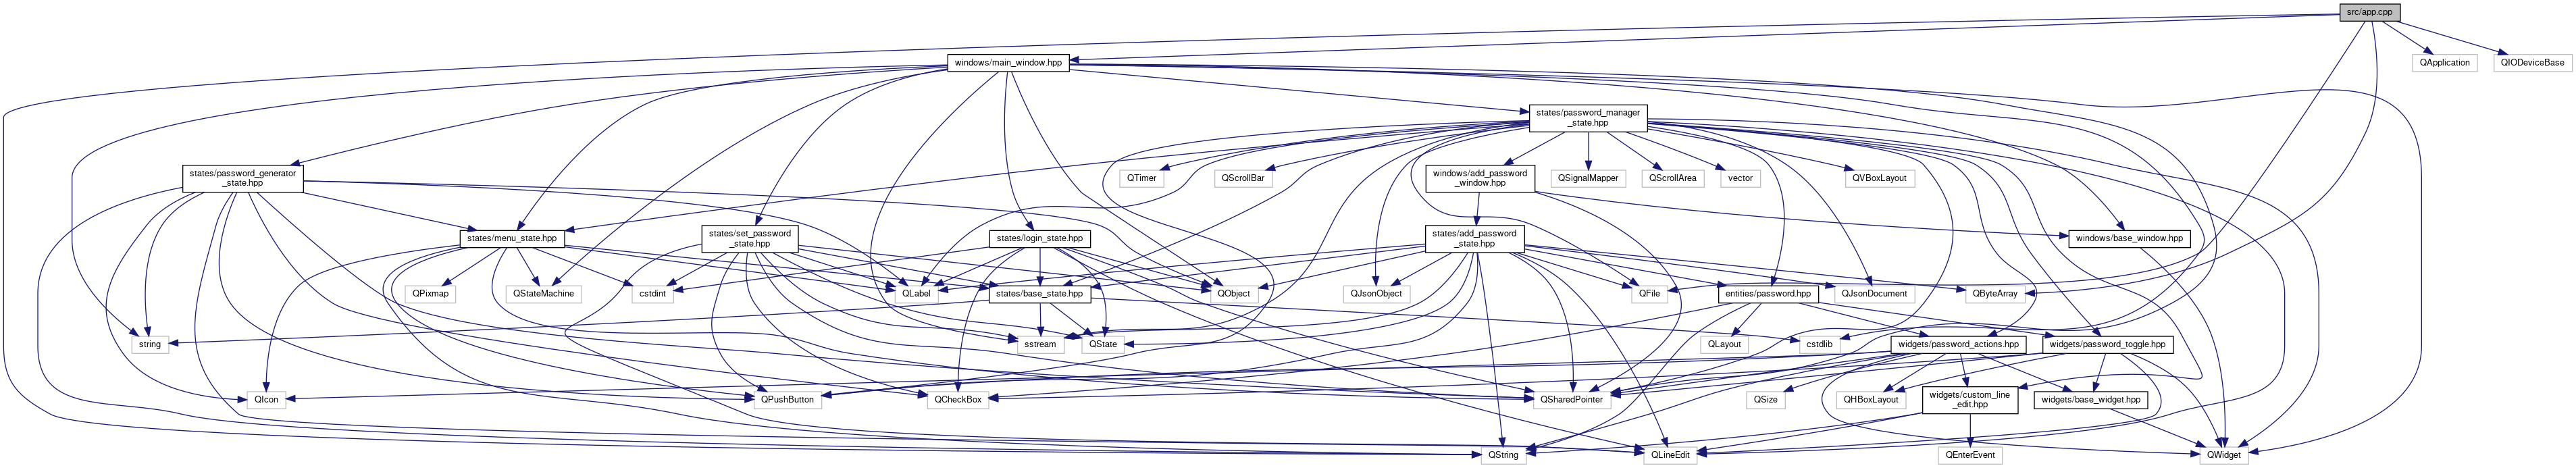 src/app.cpp
windows/main_window.hpp
QApplication
QIODeviceBase
states/password_manager
_state.hpp
states/password_generator
_state.hpp
QTimer
QScrollBar
windows/add_password
_window.hpp
QSignalMapper
QScrollArea
vector
QVBoxLayout
states/menu_state.hpp
states/set_password
_state.hpp
states/login_state.hpp
states/add_password
_state.hpp
windows/base_window.hpp
QPixmap
QStateMachine
cstdint
QLabel
states/base_state.hpp
QObject
QJsonObject
QFile
entities/password.hpp
QJsonDocument
QByteArray
string
sstream
QState
QLayout
cstdlib
widgets/password_actions.hpp
widgets/password_toggle.hpp
QIcon
QPushButton
QCheckBox
QSharedPointer
QSize
QHBoxLayout
widgets/custom_line
_edit.hpp
widgets/base_widget.hpp
QString
QLineEdit
QEnterEvent
QWidget